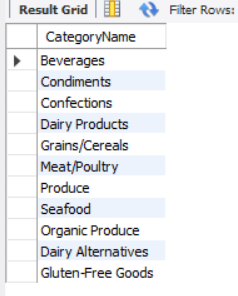 Result Grid Filter Rows:
CategoryName
Beverages
Condiments
Confections
Dairy Products
Grains/Cereals
Meat/Poultry
Produce
Seafood
Organic Produce
Dairy Alternatives
Gluten-Free Goods